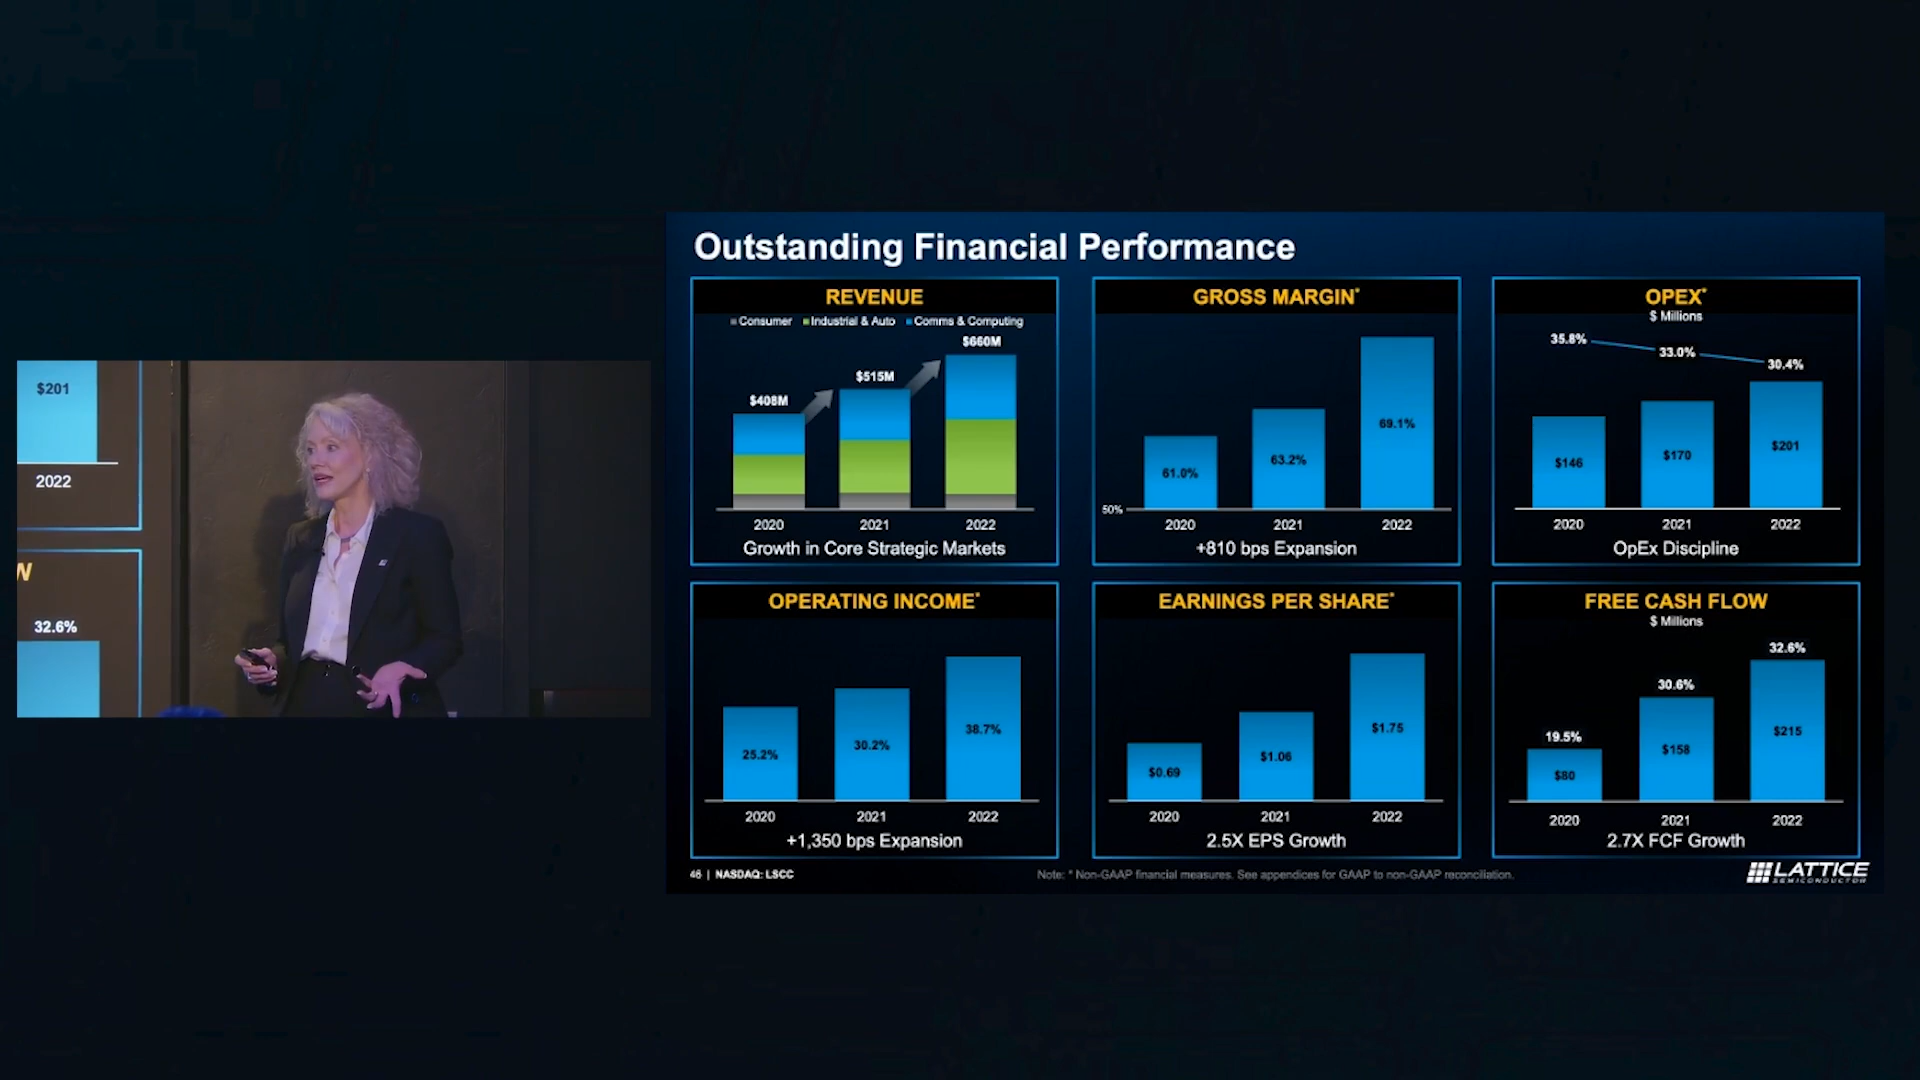 $201
2022
W
32.6%
Outstanding Financial Performance
REVENUE
Consumer Industrial & Auto Comms & Computing
$408M
$515M
$660M
2020 2021 2022
Growth in Core Strategic Markets
GROSS MARGIN*
61.0%
63.2%
69.1%
50%
2020 2021 2022
+810 bps Expansion
OPEX*
$ Millions
35.8%
33.0%
30.4%
$146
$170
$201
2020 2021 2022
OpEx Discipline
OPERATING INCOME*
25.2%
30.2%
38.7%
2020 2021 2022
+1,350 bps Expansion
EARNINGS PER SHARE*
$0.69
$1.06
$1.75
2020 2021 2022
2.5X EPS Growth
FREE CASH FLOW
$ Millions
19.5%
30.6%
32.6%
$80
$158
$215
2020 2021 2022
2.7X FCF Growth
46 | NASDAQ: LSCC
Note: * Non-GAAP financial measures. See appendices for GAAP to non-GAAP reconciliation.
LATTICE
SEMICONDUCTOR